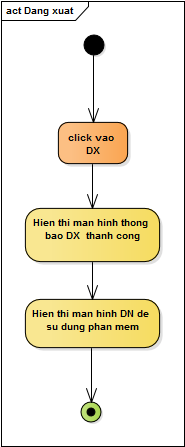 act Dang xuat
click vao
DX
Hien thi man hinh thong
bao DX thanh cong
Hien thi man hinh DN de
su dung phan mem